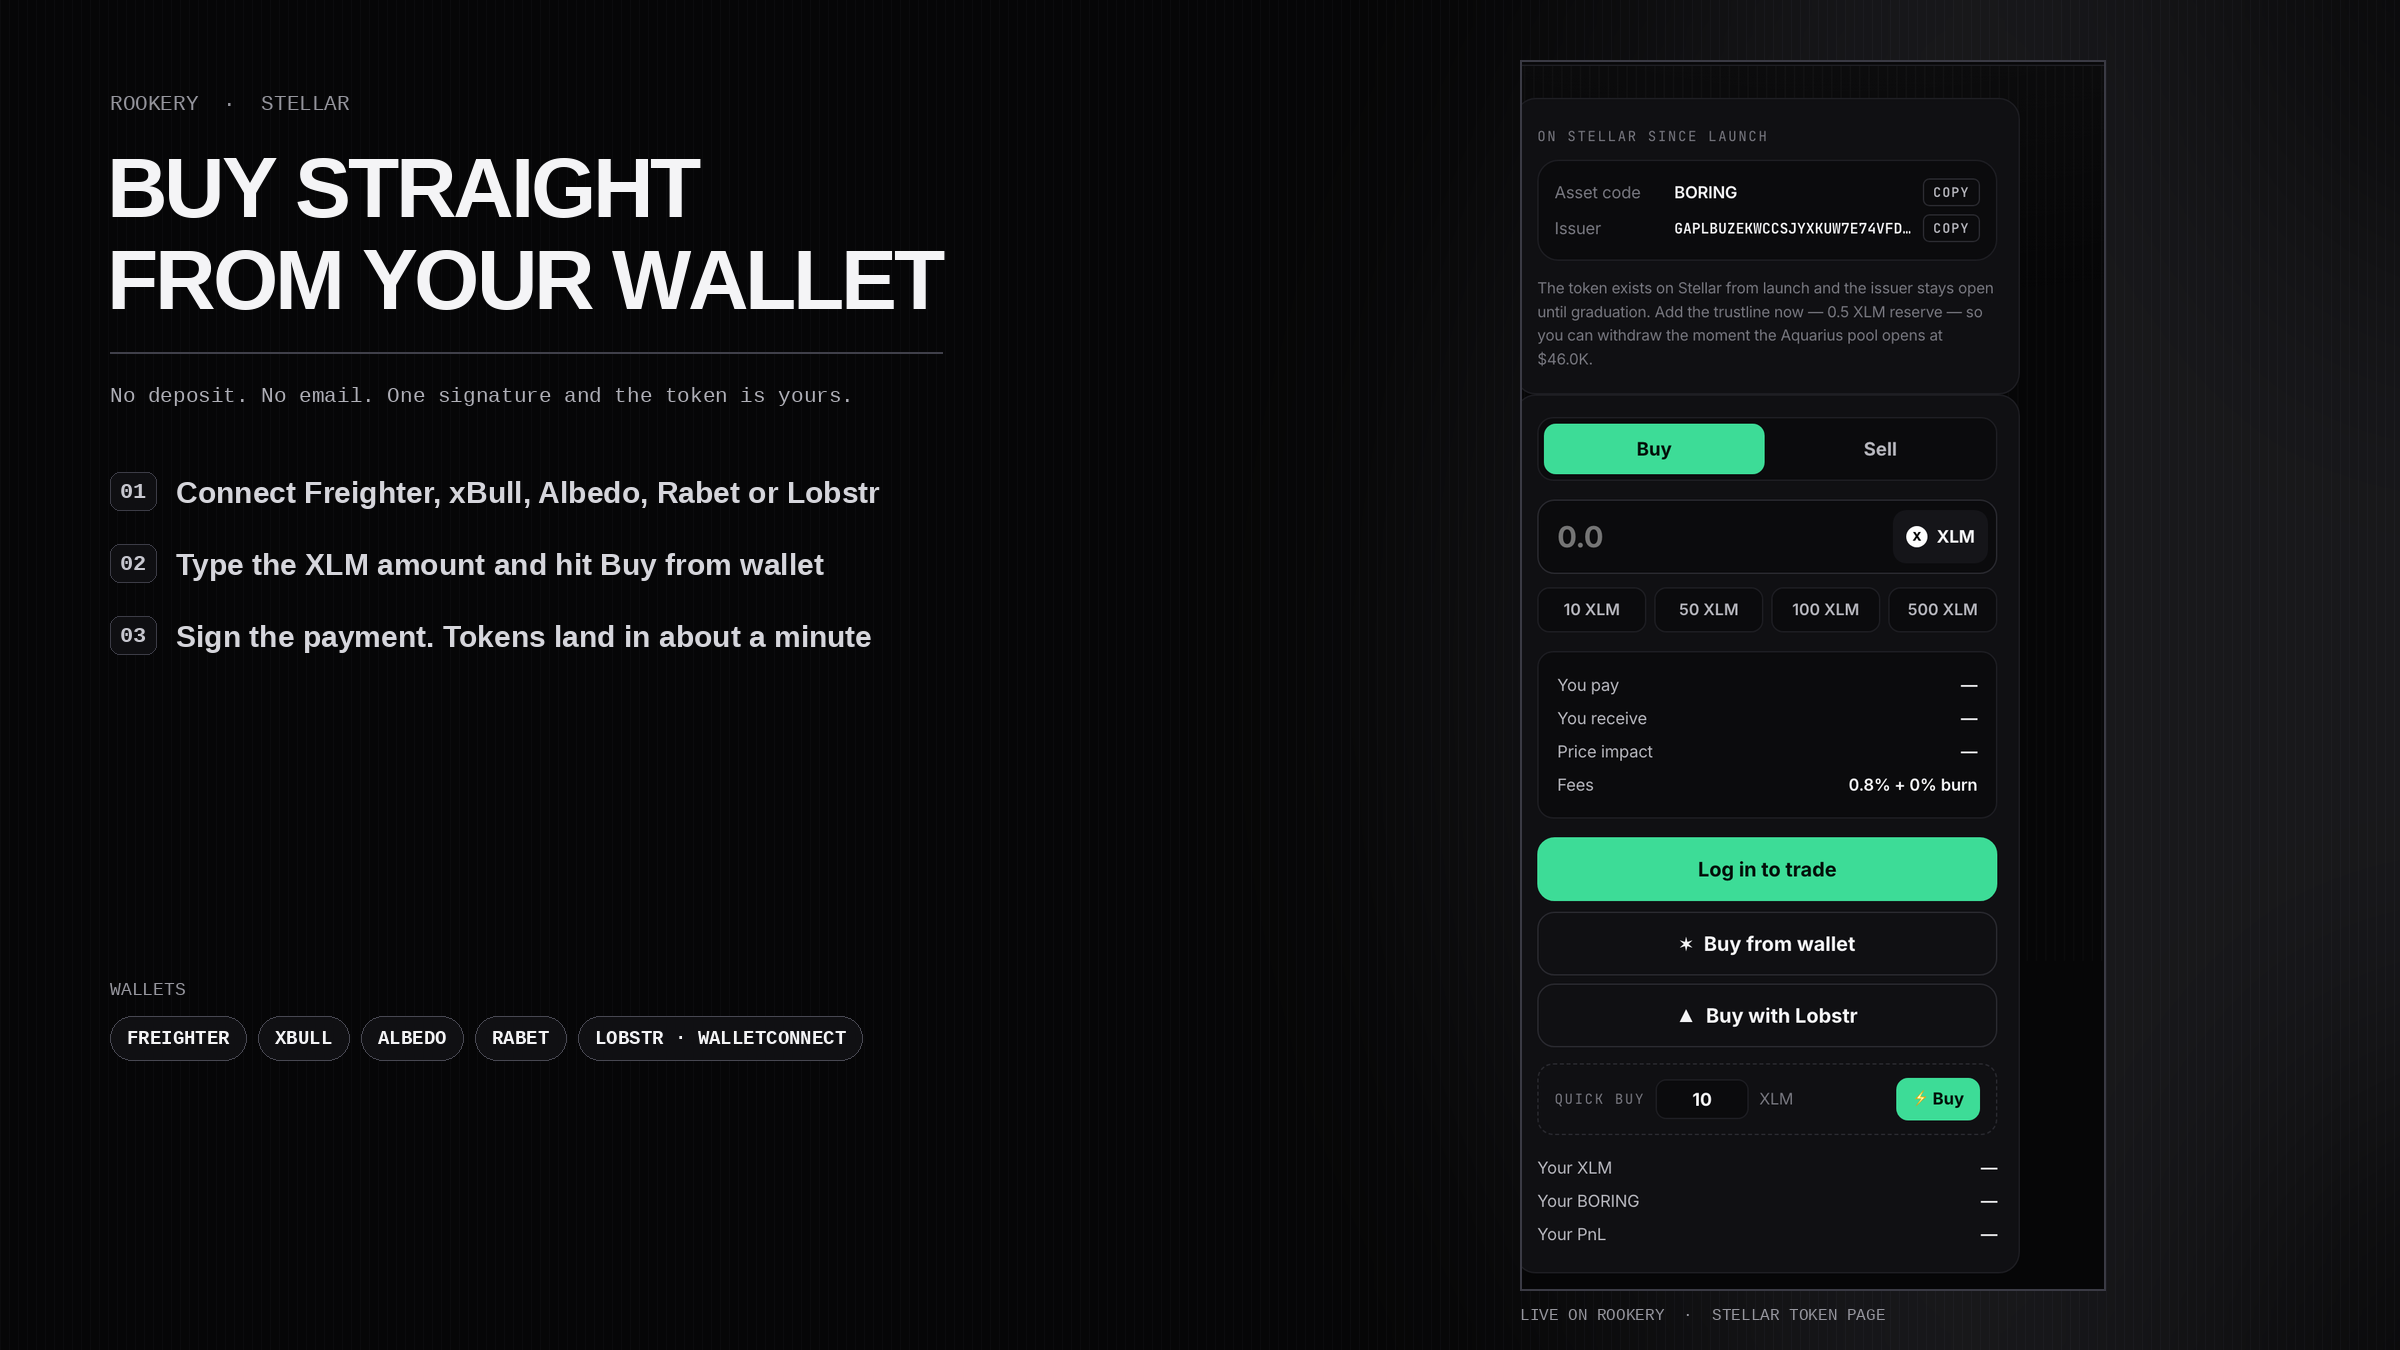 ROOKERY · STELLAR
BUY STRAIGHT
FROM YOUR WALLET
No deposit. No email. One signature and the token is yours.
01 Connect Freighter, xBull, Albedo, Rabet or Lobstr
02 Type the XLM amount and hit Buy from wallet
03 Sign the payment. Tokens land in about a minute
WALLETS
FREIGHTER XBULL ALBEDO RABET LOBSTR · WALLETCONNECT
ON STELLAR SINCE LAUNCH
Asset code BORING COPY
Issuer GAPLBUZEKWCCSJYXKUW7E74VFD… COPY
The token exists on Stellar from launch and the issuer stays open
until graduation. Add the trustline now — 0.5 XLM reserve — so
you can withdraw the moment the Aquarius pool opens at
$46.0K.
Buy Sell
0.0 X XLM
10 XLM 50 XLM 100 XLM 500 XLM
You pay —
You receive —
Price impact —
Fees 0.8% + 0% burn
Log in to trade
Buy from wallet
Buy with Lobstr
QUICK BUY 10 XLM Buy
Your XLM —
Your BORING —
Your PnL —
LIVE ON ROOKERY · STELLAR TOKEN PAGE